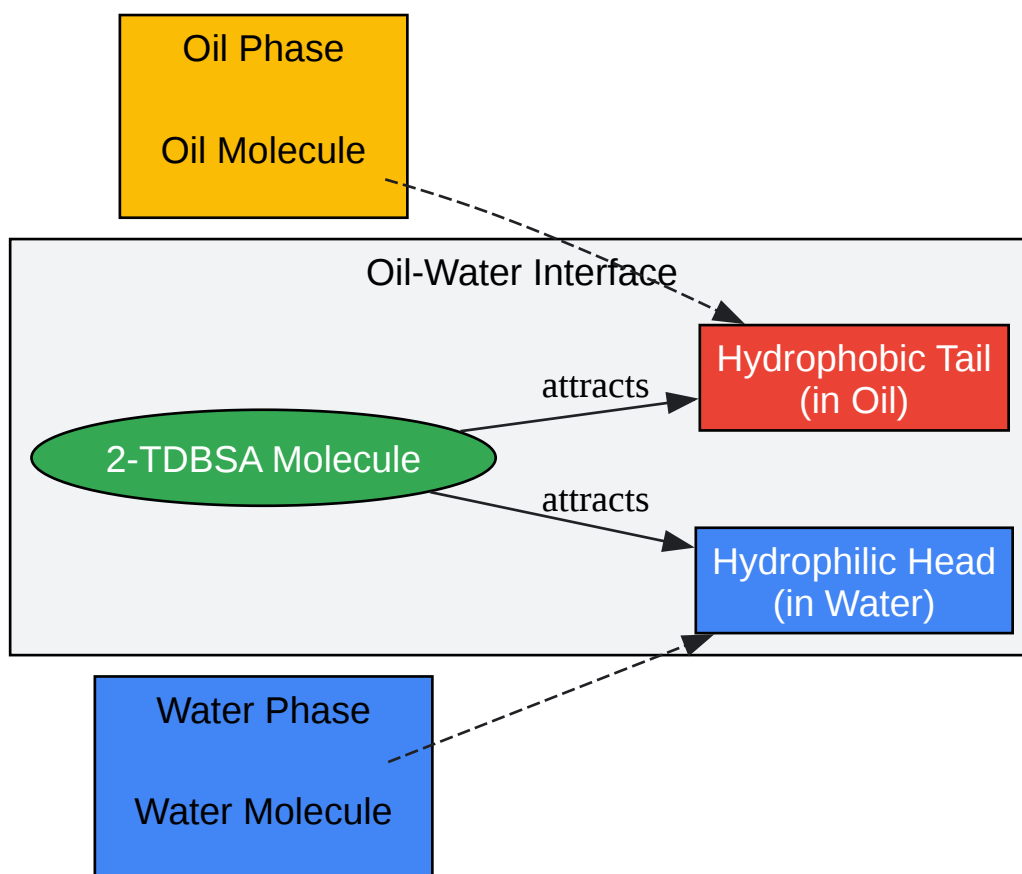 Oil Phase
Oil Molecule
Oil-Water Interface
Hydrophobic Tail
(in Oil)
attracts
2-TDBSA Molecule
attracts
Hydrophilic Head
(in Water)
Water Phase
Water Molecule